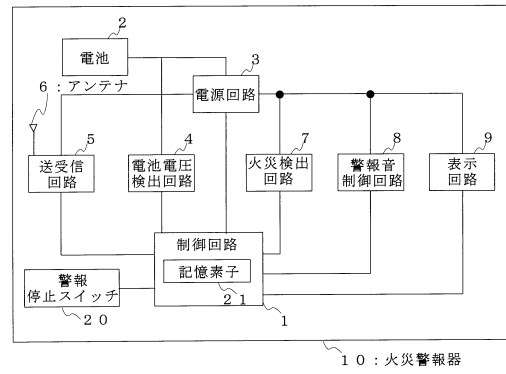 2
電池
3
6：アンテナ
電源回路
5
送受信
回路
4
電池電圧
検出回路
7
火災検出
回路
8
警報音
制御回路
9
表示
回路
制御回路
記憶素子
21
警報
停止スイッチ
20
1
10：火災警報器